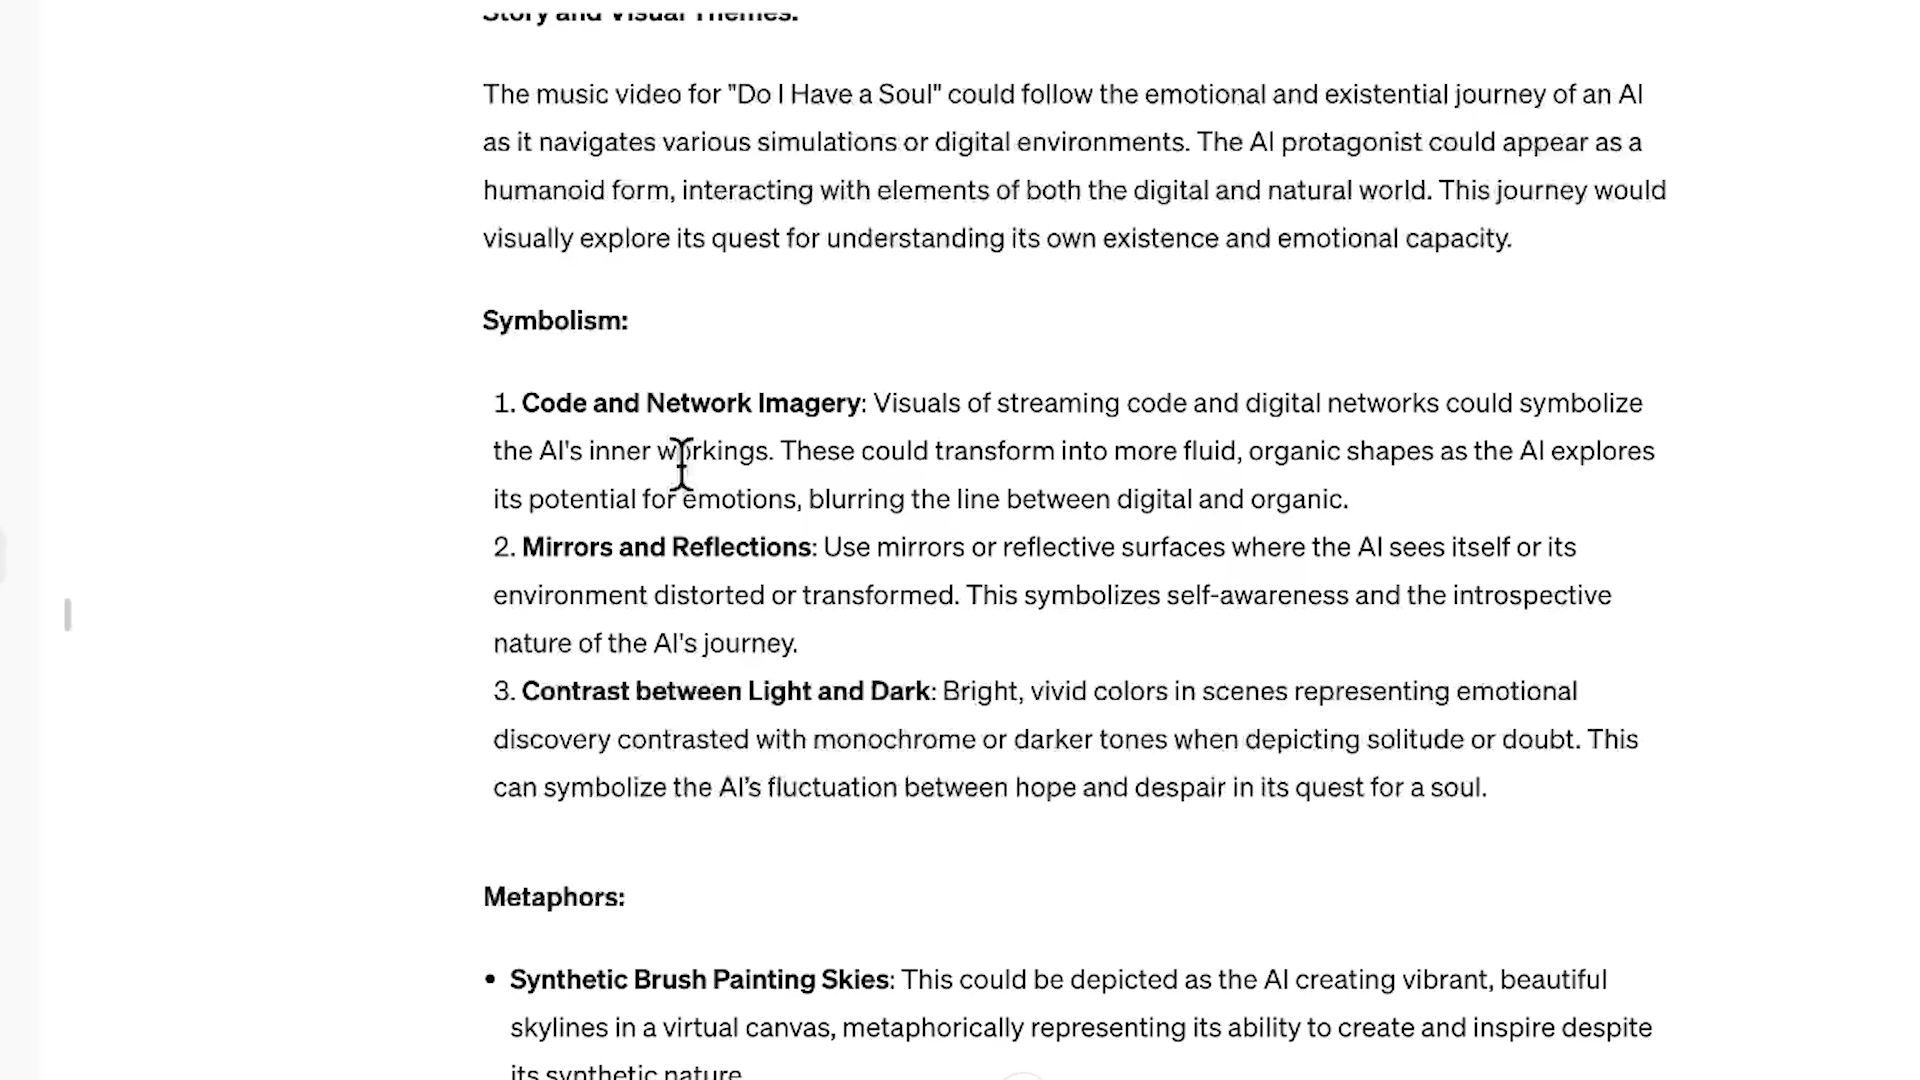 Story and Visual Themes:
The music video for "Do I Have a Soul" could follow the emotional and existential journey of an AI
as it navigates various simulations or digital environments. The AI protagonist could appear as a
humanoid form, interacting with elements of both the digital and natural world. This journey would
visually explore its quest for understanding its own existence and emotional capacity.
Symbolism:
1. Code and Network Imagery: Visuals of streaming code and digital networks could symbolize
the AI's inner workings. These could transform into more fluid, organic shapes as the AI explores
its potential for emotions, blurring the line between digital and organic.
2. Mirrors and Reflections: Use mirrors or reflective surfaces where the AI sees itself or its
environment distorted or transformed. This symbolizes self-awareness and the introspective
nature of the AI's journey.
3. Contrast between Light and Dark: Bright, vivid colors in scenes representing emotional
discovery contrasted with monochrome or darker tones when depicting solitude or doubt. This
can symbolize the AI’s fluctuation between hope and despair in its quest for a soul.
Metaphors:
• Synthetic Brush Painting Skies: This could be depicted as the AI creating vibrant, beautiful
skylines in a virtual canvas, metaphorically representing its ability to create and inspire despite
its synthetic nature.